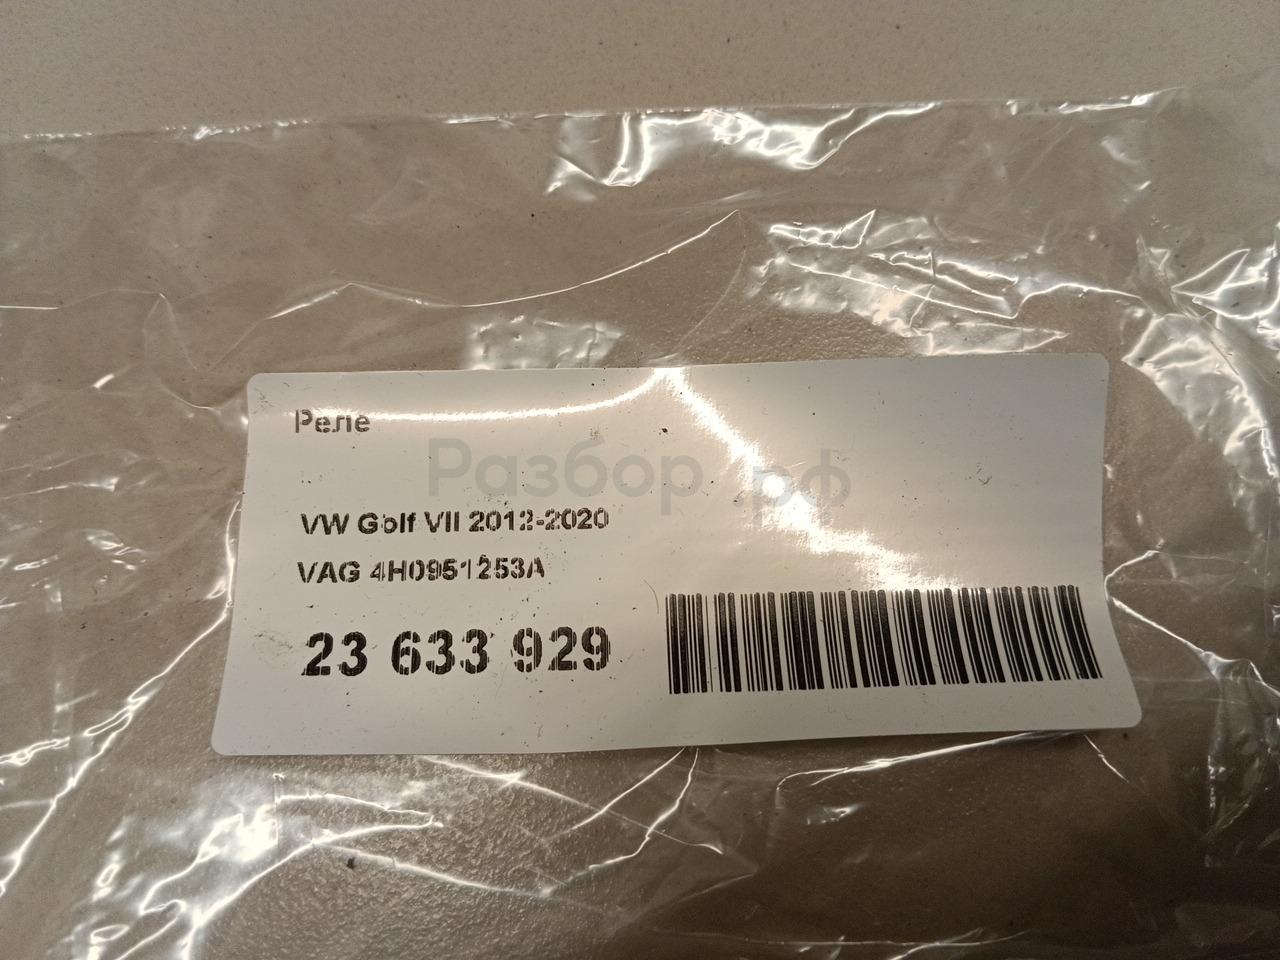 Реле
Разбор.рф
VW Golf VII 2012-2020
VAG 4H0951253A
23 633 929